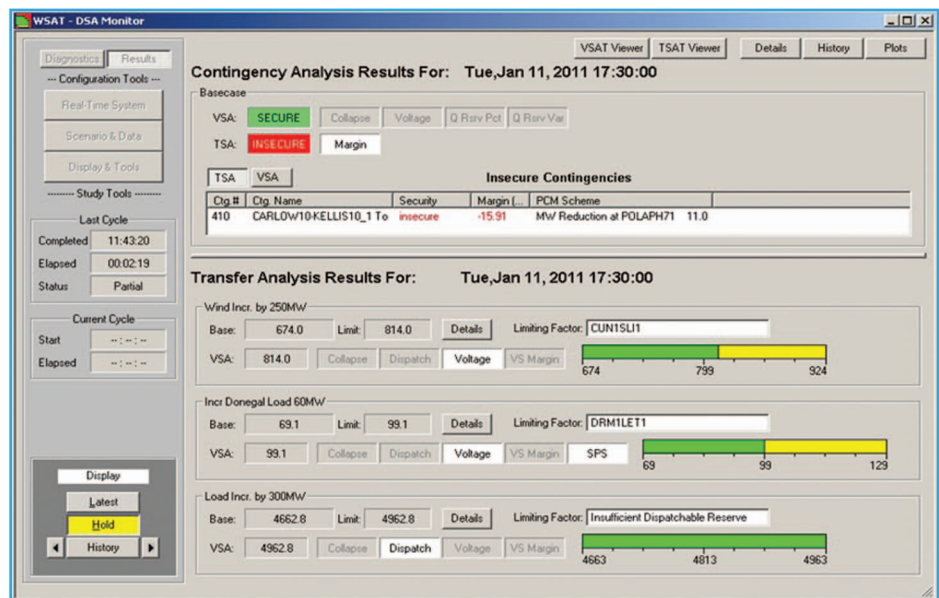 WSAT - DSA Monitor
Diagnostics Results
--- Configuration Tools ---
Real-Time System
Scenario & Data
Display & Tools
--------- Study Tools ---------
Last Cycle
Completed 11:43:20
Elapsed 00:02:19
Status Partial
Current Cycle
Start -- : -- : --
Elapsed -- : -- : --
Display
Latest
Hold
History
VSAT Viewer TSAT Viewer Details History Plots
Contingency Analysis Results For: Tue,Jan 11, 2011 17:30:00
Basecase
VSA: SECURE Collapse Voltage Q Rsrv Pct Q Rsrv Var
TSA: INSECURE Margin
TSA VSA Insecure Contingencies
Ctg.# Ctg. Name Security Margin (... PCM Scheme
410 CARLOW10-KELLIS10_1 To insecure -15.91 MW Reduction at POLAPH71 11.0
Transfer Analysis Results For: Tue,Jan 11, 2011 17:30:00
Wind Incr. by 250MW
Base: 674.0 Limit: 814.0 Details Limiting Factor: CUN1SLI1
VSA: 814.0 Collapse Dispatch Voltage VS Margin
674 799 924
Incr Donegal Load 60MW
Base: 69.1 Limit: 99.1 Details Limiting Factor: DRM1LET1
VSA: 99.1 Collapse Dispatch Voltage VS Margin SPS
69 99 129
Load Incr. by 300MW
Base: 4662.8 Limit: 4962.8 Details Limiting Factor: Insufficient Dispatchable Reserve
VSA: 4962.8 Collapse Dispatch Voltage VS Margin
4663 4813 4963